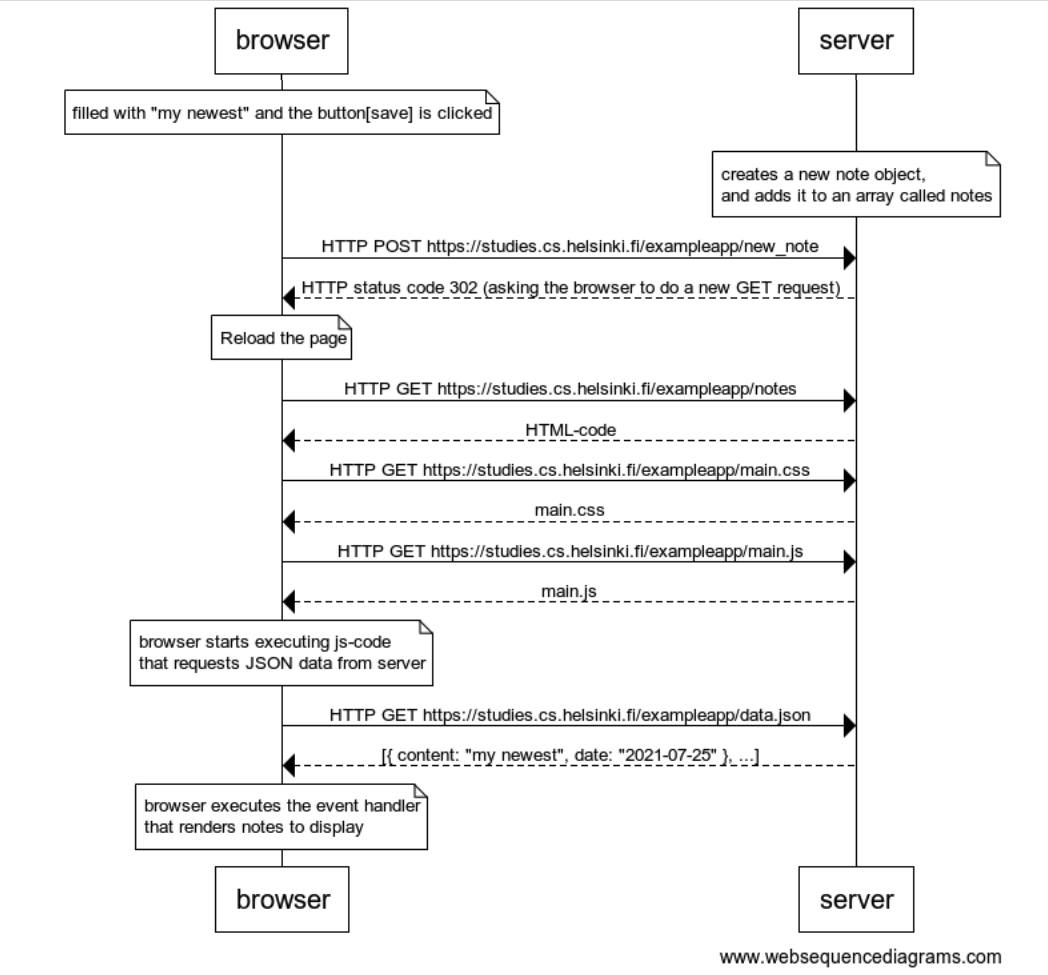 browser
server
filled with "my newest" and the button[save] is clicked
creates a new note object,
and adds it to an array called notes
HTTP POST https://studies.cs.helsinki.fi/exampleapp/new_note
HTTP status code 302 (asking the browser to do a new GET request)
Reload the page
HTTP GET https://studies.cs.helsinki.fi/exampleapp/notes
HTML-code
HTTP GET https://studies.cs.helsinki.fi/exampleapp/main.css
main.css
HTTP GET https://studies.cs.helsinki.fi/exampleapp/main.js
main.js
browser starts executing js-code
that requests JSON data from server
HTTP GET https://studies.cs.helsinki.fi/exampleapp/data.json
[{ content: "my newest", date: "2021-07-25" }, ...]
browser executes the event handler
that renders notes to display
browser
server
www.websequencediagrams.com